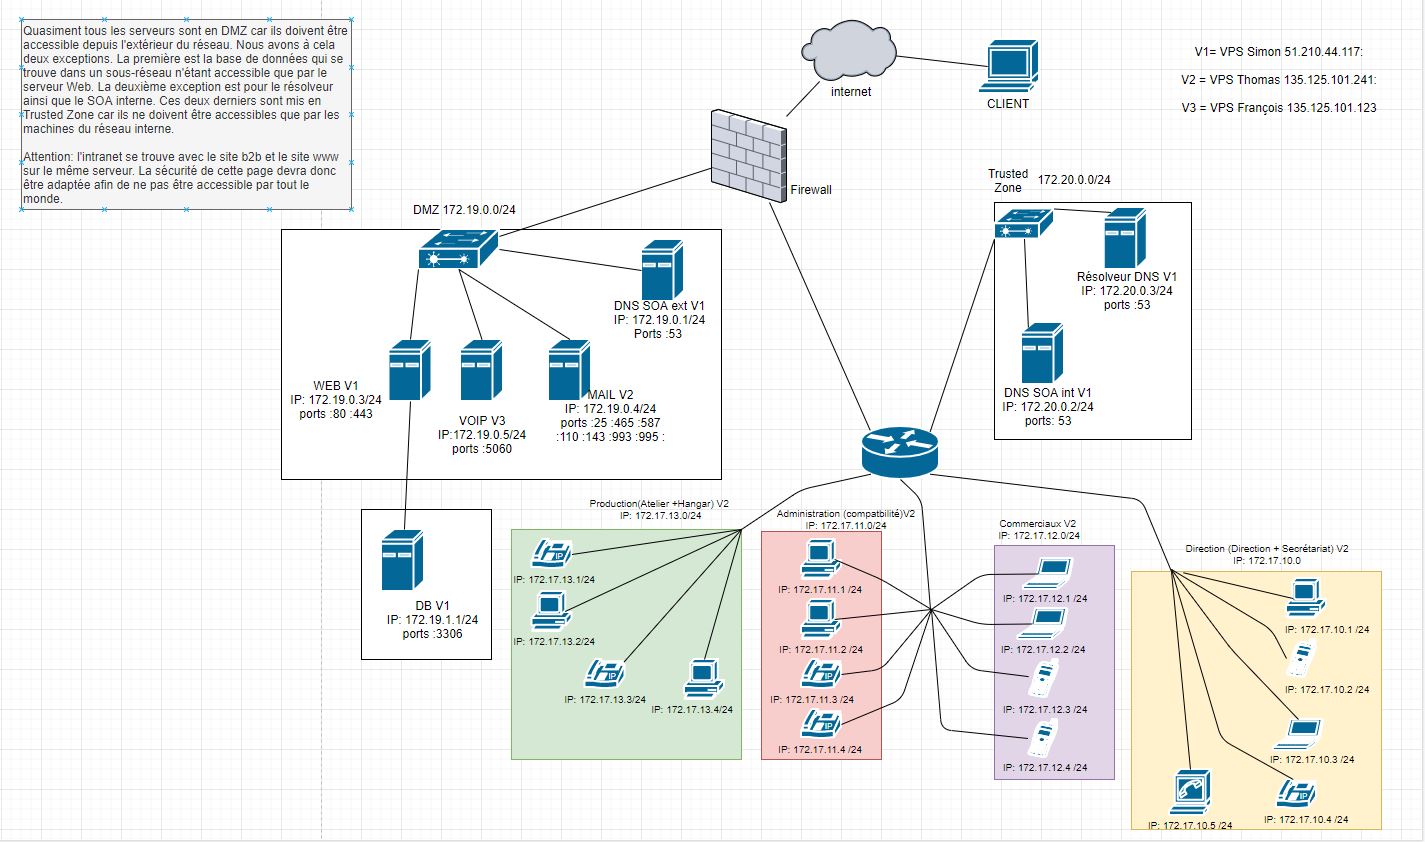 Quasiment tous les serveurs sont en DMZ car ils doivent être
accessible depuis l'extérieur du réseau. Nous avons à cela
deux exceptions. La première est la base de données qui se
trouve dans un sous-réseau n'étant accessible que par le
serveur Web. La deuxième exception est pour le résolveur
ainsi que le SOA interne. Ces deux derniers sont mis en
Trusted Zone car ils ne doivent être accessibles que par les
machines du réseau interne.
Attention: l'intranet se trouve avec le site b2b et le site www
sur le même serveur. La sécurité de cette page devra donc
être adaptée afin de ne pas être accessible par tout le
monde.
internet
CLIENT
V1= VPS Simon 51.210.44.117:
V2 = VPS Thomas 135.125.101.241:
V3 = VPS François 135.125.101.123
Firewall
DMZ 172.19.0.0/24
DNS SOA ext V1
IP: 172.19.0.1/24
Ports :53
WEB V1
IP: 172.19.0.3/24
ports :80 :443
VOIP V3
IP:172.19.0.5/24
ports :5060
MAIL V2
IP: 172.19.0.4/24
ports :25 :465 :587
:110 :143 :993 :995 :
Trusted
Zone
172.20.0.0/24
Résolveur DNS V1
IP: 172.20.0.3/24
ports :53
DNS SOA int V1
IP: 172.20.0.2/24
ports: 53
DB V1
IP: 172.19.1.1/24
ports :3306
Production(Atelier +Hangar) V2
IP: 172.17.13.0/24
IP: 172.17.13.1/24
IP: 172.17.13.2/24
IP: 172.17.13.3/24
IP: 172.17.13.4/24
Administration (compatbilité)V2
IP: 172.17.11.0/24
IP: 172.17.11.1 /24
IP: 172.17.11.2 /24
IP: 172.17.11.3 /24
IP: 172.17.11.4 /24
Commerciaux V2
IP: 172.17.12.0/24
IP: 172.17.12.1 /24
IP: 172.17.12.2 /24
IP: 172.17.12.3 /24
IP: 172.17.12.4 /24
Direction (Direction + Secrétariat) V2
IP: 172.17.10.0
IP: 172.17.10.1 /24
IP: 172.17.10.2 /24
IP: 172.17.10.3 /24
IP: 172.17.10.4 /24
IP: 172.17.10.5 /24
IP
IP
IP
IP
IP